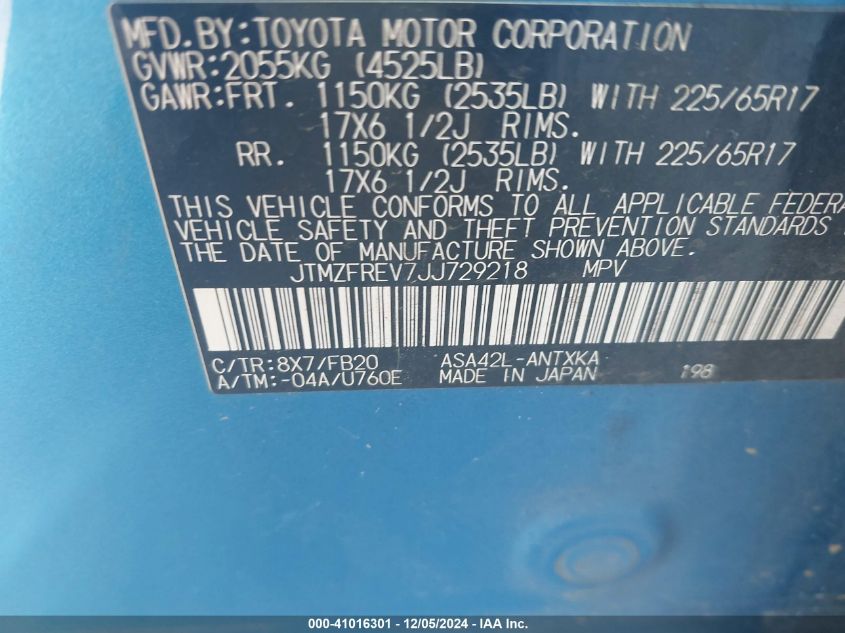 MFD.BY:TOYOTA MOTOR CORPORATION
GVWR:2055KG (4525LB)
GAWR:FRT. 1150KG (2535LB) WITH 225/65R17
17X6 1/2J RIMS.
RR. 1150KG (2535LB) WITH 225/65R17
17X6 1/2J RIMS.
THIS VEHICLE CONFORMS TO ALL APPLICABLE FEDERA
VEHICLE SAFETY AND THEFT PREVENTION STANDARDS
THE DATE OF MANUFACTURE SHOWN ABOVE.
JTMZFREV7JJ729218 MPV
C/TR:8X7/FB20 ASA42L-ANTXKA
A/TM:-04A/U760E MADE IN JAPAN 198
000-41016301 - 12/05/2024 - IAA Inc.